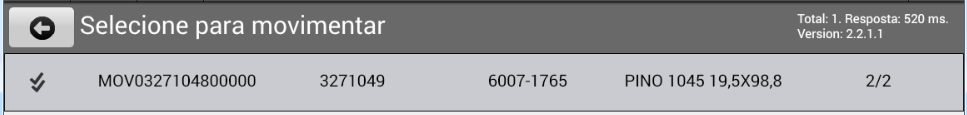 Selecione para movimentar
Total: 1. Resposta: 520 ms.
Version: 2.2.1.1
MOV0327104800000 3271049 6007-1765 PINO 1045 19,5X98,8 2/2